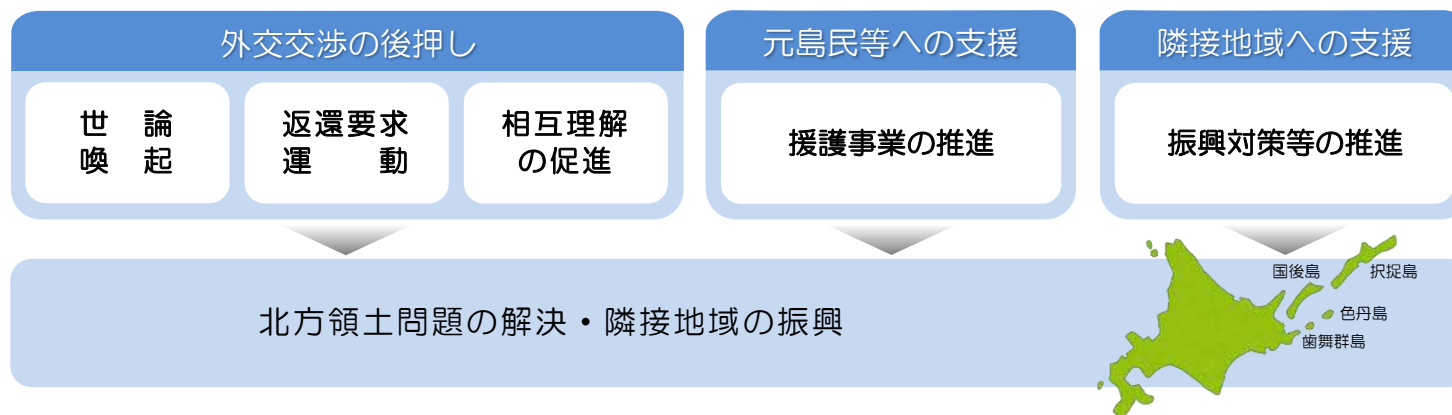 外交交渉の後押し
世論
喚起
返還要求
運動
相互理解
の促進
元島民等への支援
援護事業の推進
隣接地域への支援
振興対策等の推進
北方領土問題の解決・隣接地域の振興
国後島
択捉島
色丹島
歯舞群島